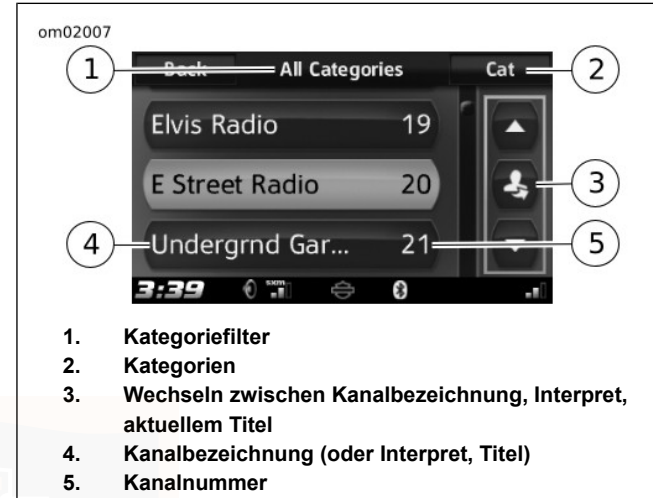 om02007
1 Back All Categories Cat 2
Elvis Radio 19
E Street Radio 20 3
4 Undergrnd Gar... 21 5
3:39 sxm
1. Kategoriefilter
2. Kategorien
3. Wechseln zwischen Kanalbezeichnung, Interpret,
aktuellem Titel
4. Kanalbezeichnung (oder Interpret, Titel)
5. Kanalnummer